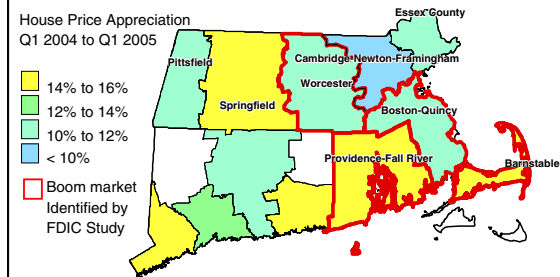 House Price Appreciation
Q1 2004 to Q1 2005
14% to 16%
12% to 14%
10% to 12%
< 10%
Boom market
Identified by
FDIC Study
Essex County
Pittsfield
Cambridge-Newton-Framingham
Worcester
Springfield
Boston-Quincy
Providence-Fall River
Barnstable